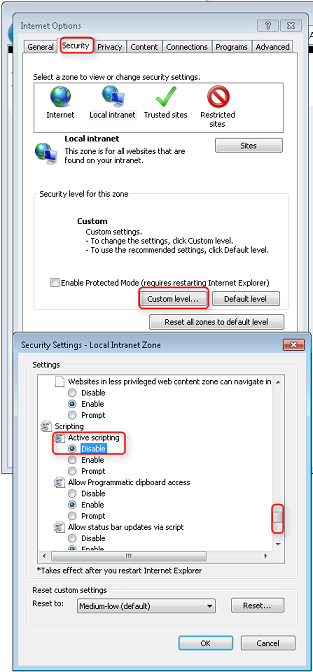 Internet Options
General Security Privacy Content Connections Programs Advanced
Select a zone to view or change security settings.
Internet Local intranet Trusted sites Restricted sites
Local intranet
This zone is for all websites that are
found on your intranet.
Sites
Security level for this zone
Custom
Custom settings.
- To change the settings, click Custom level.
- To use the recommended settings, click Default level.
Enable Protected Mode (requires restarting Internet Explorer)
Custom level... Default level
Reset all zones to default level
Security Settings - Local Intranet Zone
Settings
Websites in less privileged web content zone can navigate in
Disable
Enable
Prompt
Scripting
Active scripting
Disable
Enable
Prompt
Allow Programmatic clipboard access
Disable
Enable
Prompt
Allow status bar updates via script
Disable
Enable
*Takes effect after you restart Internet Explorer
Reset custom settings
Reset to: Medium-low (default) Reset...
OK Cancel